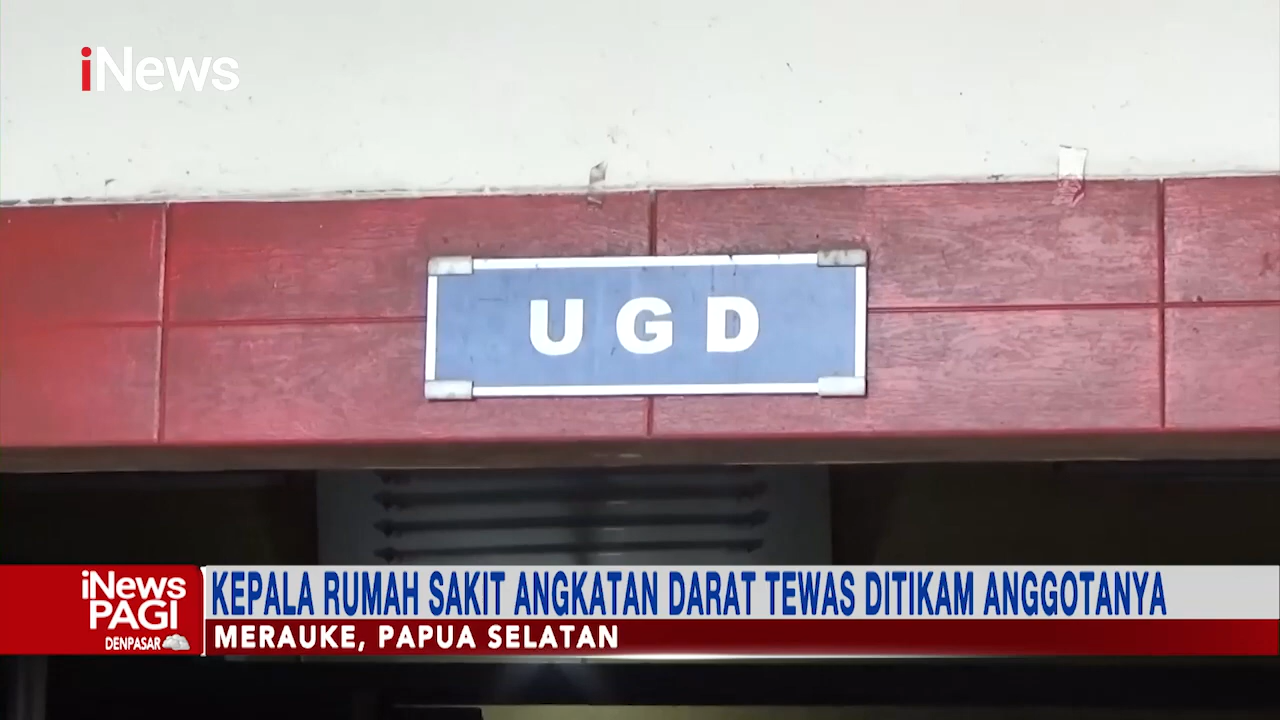 iNews
UGD
iNews
PAGI
DENPASAR
KEPALA RUMAH SAKIT ANGKATAN DARAT TEWAS DITIKAM ANGGOTANYA
MERAUKE, PAPUA SELATAN